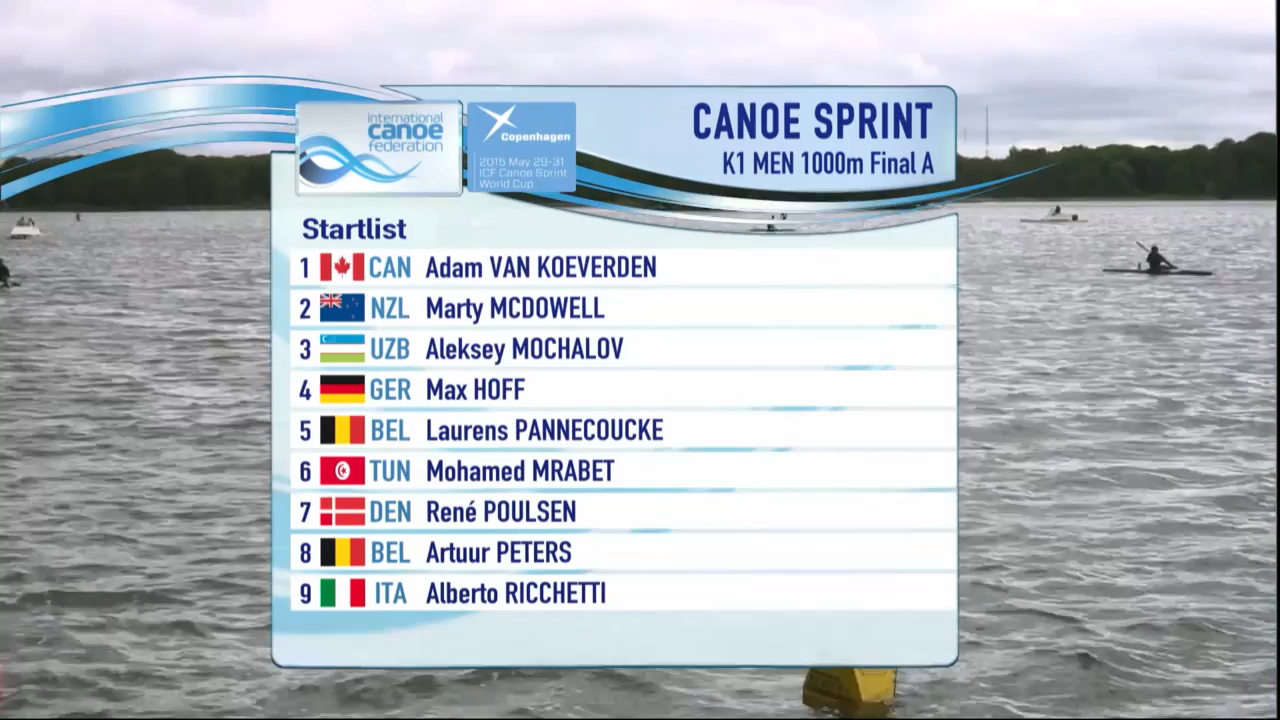 international
canoe
federation
Copenhagen
2015 May 29-31
ICF Canoe Sprint
World Cup
CANOE SPRINT
K1 MEN 1000m Final A
Startlist
1 CAN Adam VAN KOEVERDEN
2 NZL Marty MCDOWELL
3 UZB Aleksey MOCHALOV
4 GER Max HOFF
5 BEL Laurens PANNECOUCKE
6 TUN Mohamed MRABET
7 DEN René POULSEN
8 BEL Artuur PETERS
9 ITA Alberto RICCHETTI